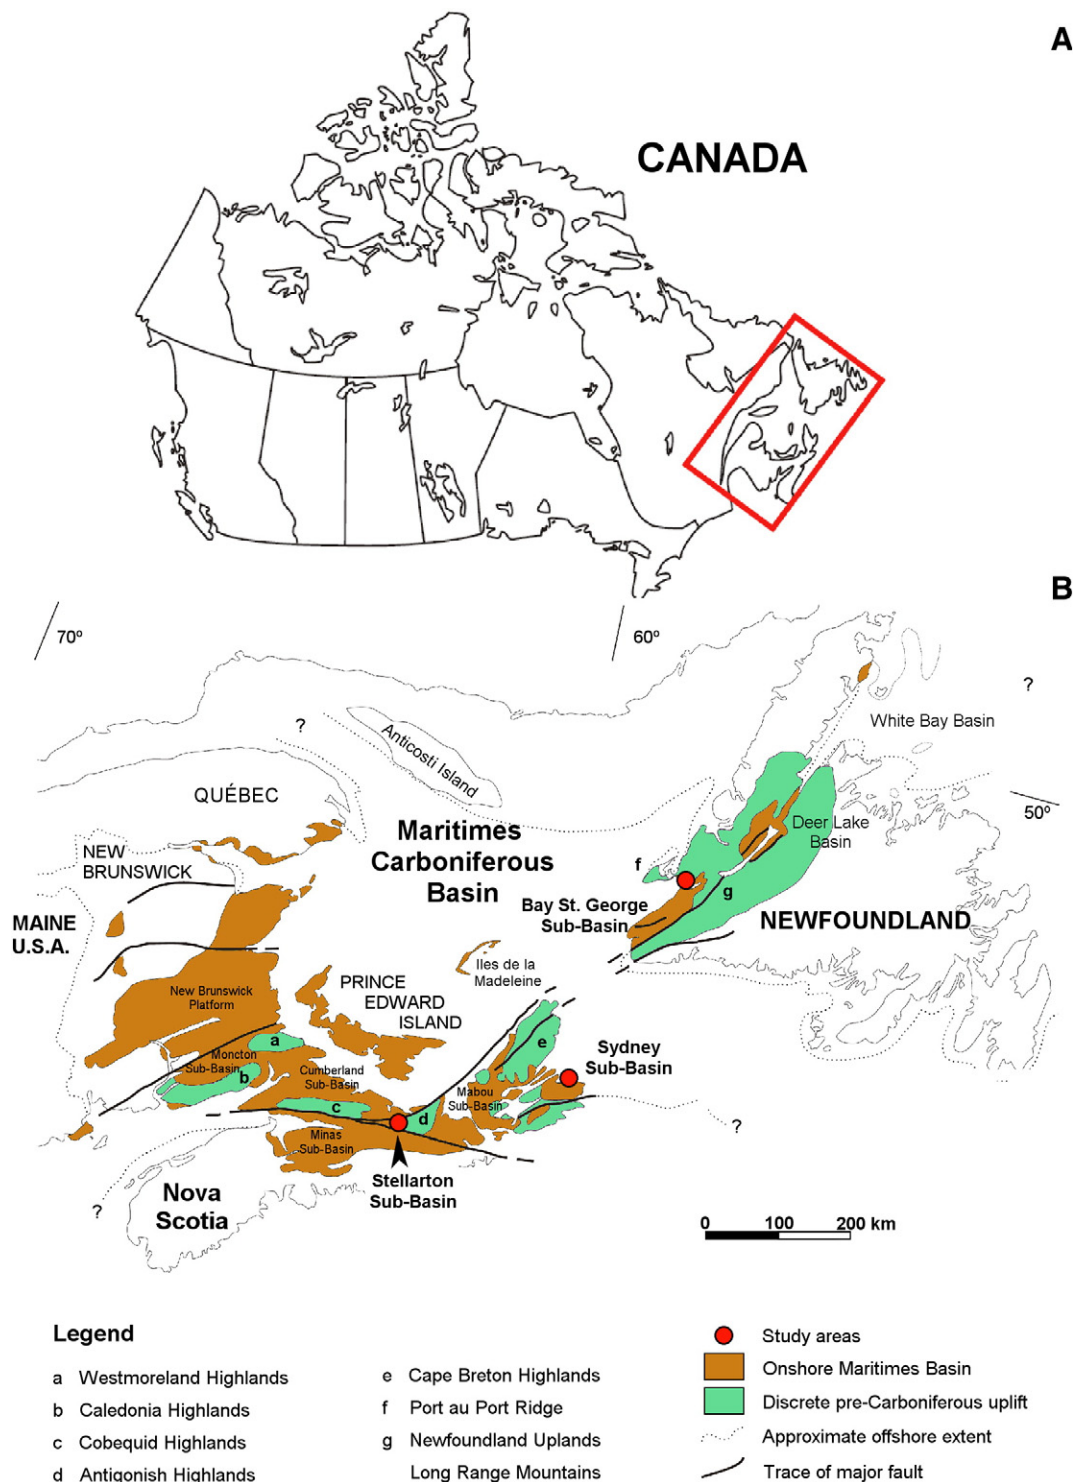 A
CANADA
B
70º
60º
?
White Bay Basin
?
Anticosti Island
50º
QUÉBEC
Maritimes
Carboniferous
Basin
Deer Lake
Basin
NEW
BRUNSWICK
f
g
MAINE
U.S.A.
Bay St. George
Sub-Basin
NEWFOUNDLAND
Iles de la
Madeleine
New Brunswick
Platform
PRINCE
EDWARD
ISLAND
a
e
Moncton
Sub-Basin
b
Cumberland
Sub-Basin
Sydney
Sub-Basin
Mabou
Sub-Basin
c
d
Minas
Sub-Basin
?
Stellarton
Sub-Basin
Nova
Scotia
?
0 100 200 km
Legend
a Westmoreland Highlands
b Caledonia Highlands
c Cobequid Highlands
d Antigonish Highlands
e Cape Breton Highlands
f Port au Port Ridge
g Newfoundland Uplands
Long Range Mountains
Study areas
Onshore Maritimes Basin
Discrete pre-Carboniferous uplift
Approximate offshore extent
Trace of major fault